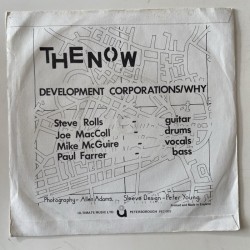 THE NOW
DEVELOPMENT CORPORATIONS/WHY
Steve Rolls - guitar
Joe MacColl - drums
Mike McGuire - vocals
Paul Farrer - bass
Photography - Allen Adams... Sleeve Design - Peter Young